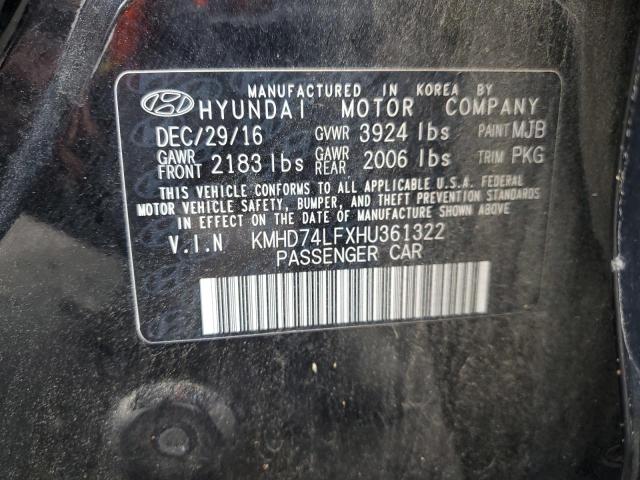 MANUFACTURED IN KOREA BY
HYUNDAI MOTOR COMPANY
DEC/29/16 GVWR 3924 lbs PAINT MJB
GAWR FRONT 2183 lbs GAWR REAR 2006 lbs TRIM PKG
THIS VEHICLE CONFORMS TO ALL APPLICABLE U.S.A. FEDERAL
MOTOR VEHICLE SAFETY, BUMPER, AND THEFT PREVENTION STANDARDS
IN EFFECT ON THE DATE OF MANUFACTURE SHOWN ABOVE
V.I.N KMHD74LFXHU361322
PASSENGER CAR